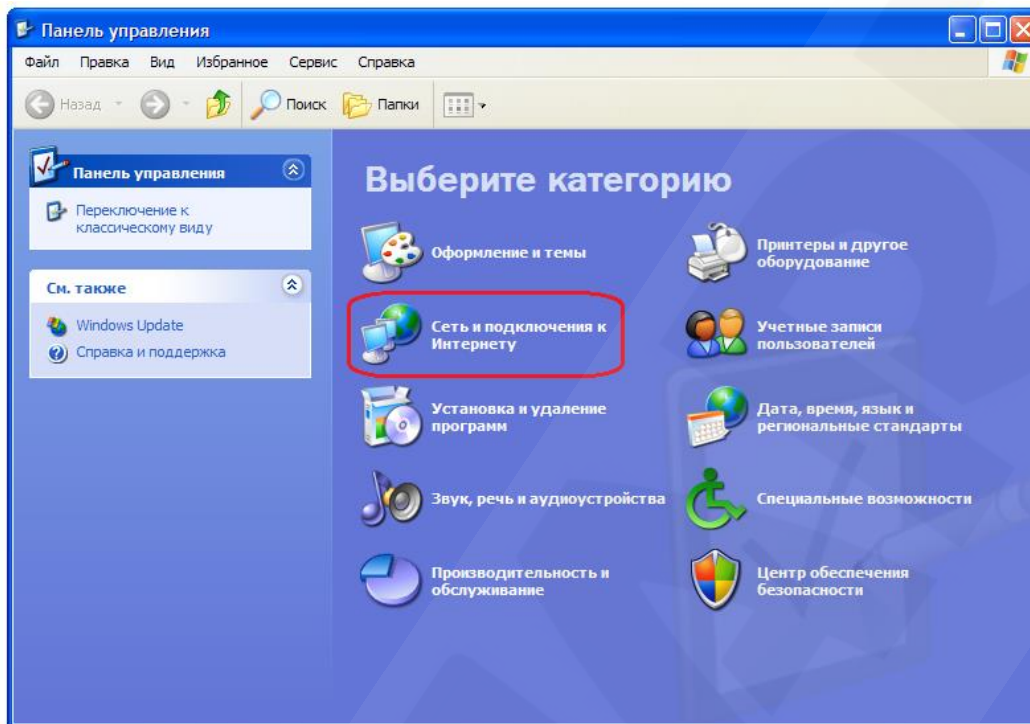 Панель управления
Файл Правка Вид Избранное Сервис Справка
Назад Поиск Папки
Панель управления
Переключение к
классическому виду
См. также
Windows Update
Справка и поддержка
Выберите категорию
Оформление и темы
Принтеры и другое
оборудование
Сеть и подключения к
Интернету
Учетные записи
пользователей
Установка и удаление
программ
Дата, время, язык и
региональные стандарты
Звук, речь и аудиоустройства
Специальные возможности
Производительность и
обслуживание
Центр обеспечения
безопасности